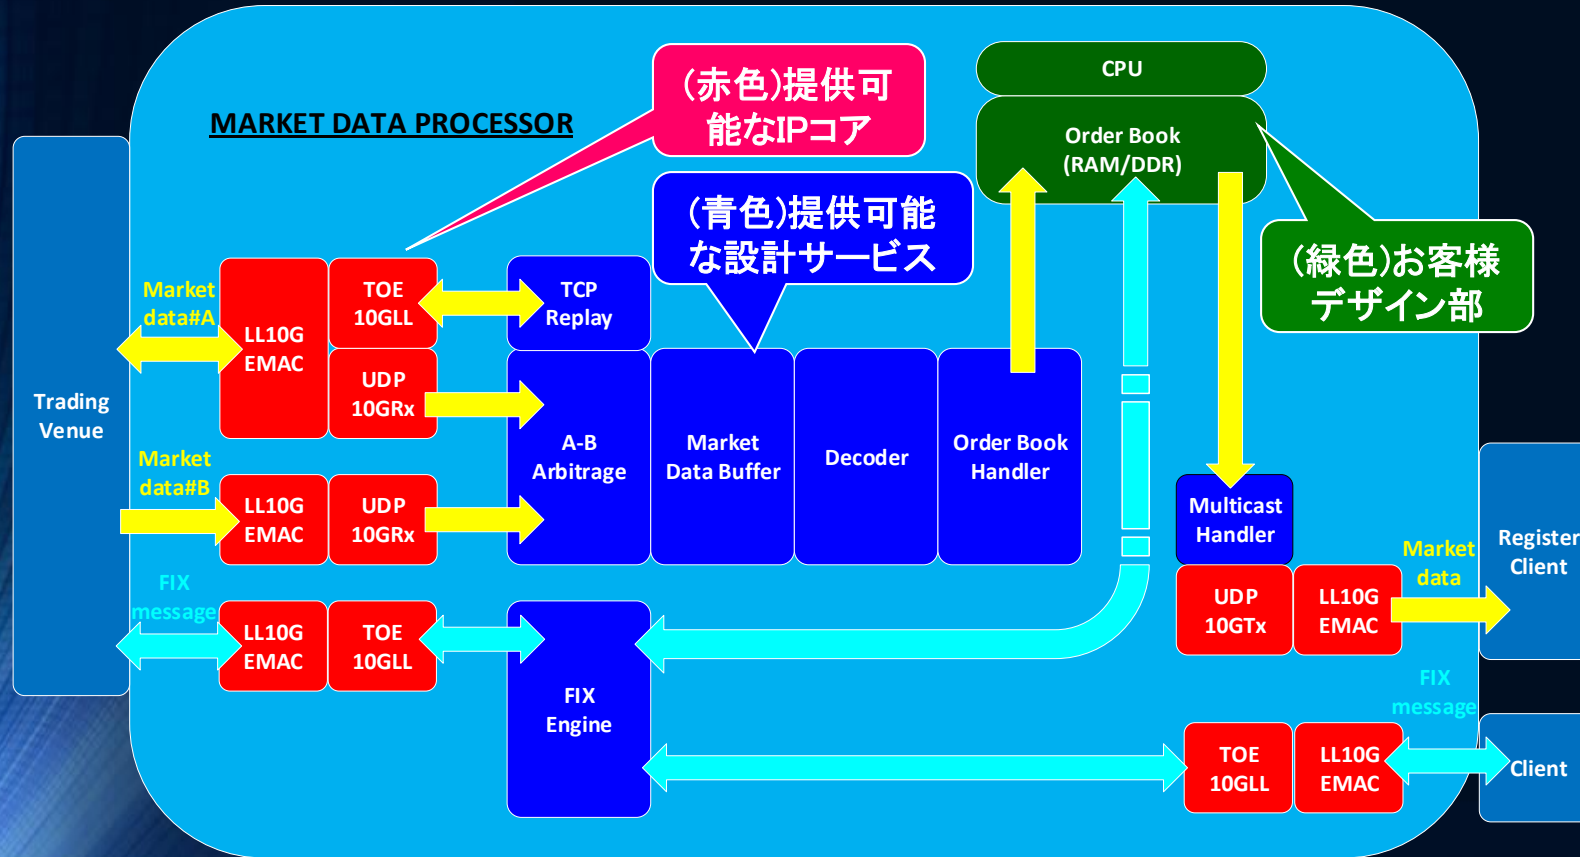 MARKET DATA PROCESSOR
(赤色)提供可
能なIPコア
(青色)提供可能
な設計サービス
CPU
Order Book
(RAM/DDR)
(緑色)お客様
デザイン部
Trading
Venue
Market
data#A
LL10G
EMAC
TOE
10GLL
UDP
10GRx
TCP
Replay
A-B
Arbitrage
Market
Data Buffer
Decoder
Order Book
Handler
Market
data#B
LL10G
EMAC
UDP
10GRx
FIX
message
LL10G
EMAC
TOE
10GLL
FIX
Engine
Multicast
Handler
UDP
10GTx
LL10G
EMAC
Market
data
Register
Client
FIX
message
TOE
10GLL
LL10G
EMAC
Client